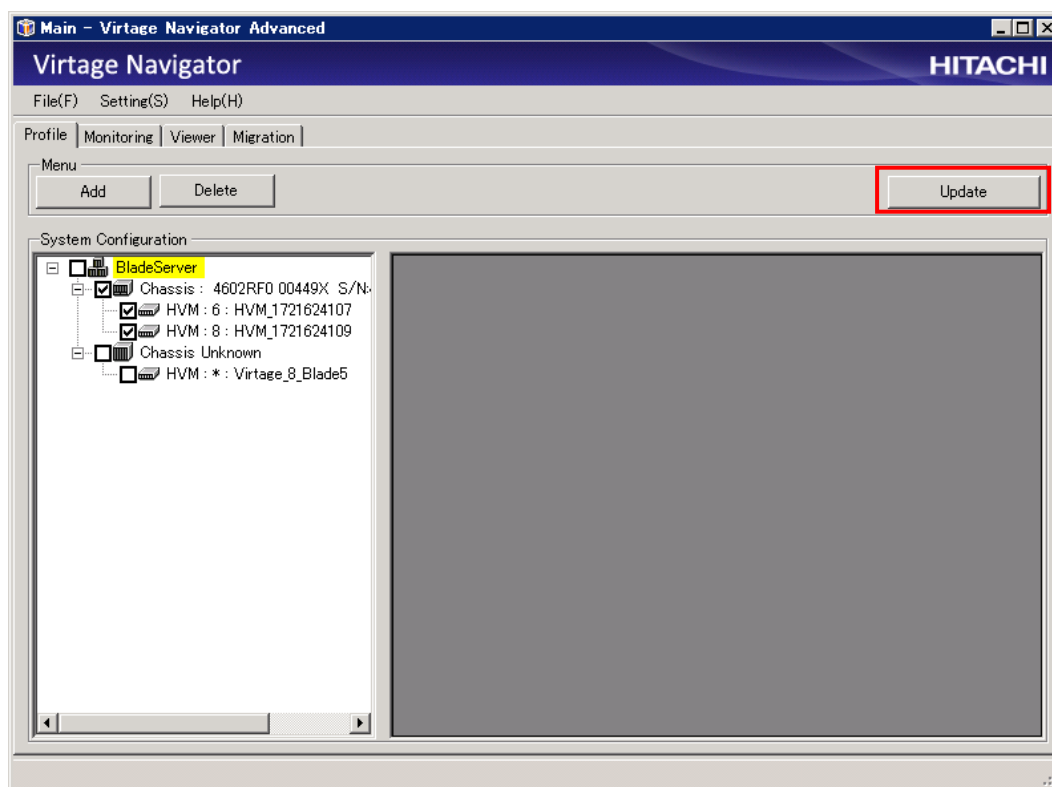 Main - Virtage Navigator Advanced
Virtage Navigator
HITACHI
File(F) Setting(S) Help(H)
Profile Monitoring Viewer Migration
Menu
Add Delete Update
System Configuration
BladeServer
Chassis : 4602RF0 00449X S/N
HVM : 6 : HVM_1721624107
HVM : 8 : HVM_1721624109
Chassis Unknown
HVM : * : Virtage_8_Blade5